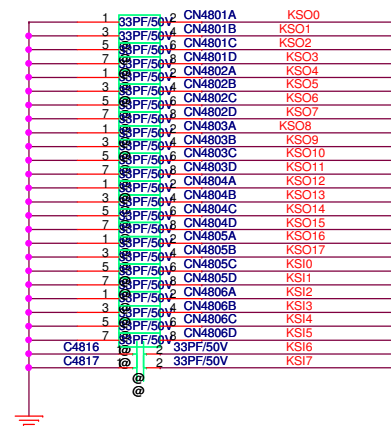 1 33PF/50V 2 CN4801A KSO0
3 33PF/50V 4 CN4801B KSO1
5 33PF/50V 6 CN4801C KSO2
7 33PF/50V 8 CN4801D KSO3
1 33PF/50V 2 CN4802A KSO4
3 33PF/50V 4 CN4802B KSO5
5 33PF/50V 6 CN4802C KSO6
7 33PF/50V 8 CN4802D KSO7
1 33PF/50V 2 CN4803A KSO8
3 33PF/50V 4 CN4803B KSO9
5 33PF/50V 6 CN4803C KSO10
7 33PF/50V 8 CN4803D KSO11
1 33PF/50V 2 CN4804A KSO12
3 33PF/50V 4 CN4804B KSO13
5 33PF/50V 6 CN4804C KSO14
7 33PF/50V 8 CN4804D KSO15
1 33PF/50V 2 CN4805A KSO16
3 33PF/50V 4 CN4805B KSO17
5 33PF/50V 6 CN4805C KSI0
7 33PF/50V 8 CN4805D KSI1
1 33PF/50V 2 CN4806A KSI2
3 33PF/50V 4 CN4806B KSI3
5 33PF/50V 6 CN4806C KSI4
7 33PF/50V 8 CN4806D KSI5
C4816 1 @ 2 33PF/50V KSI6
C4817 1 @ 2 33PF/50V KSI7
@
@